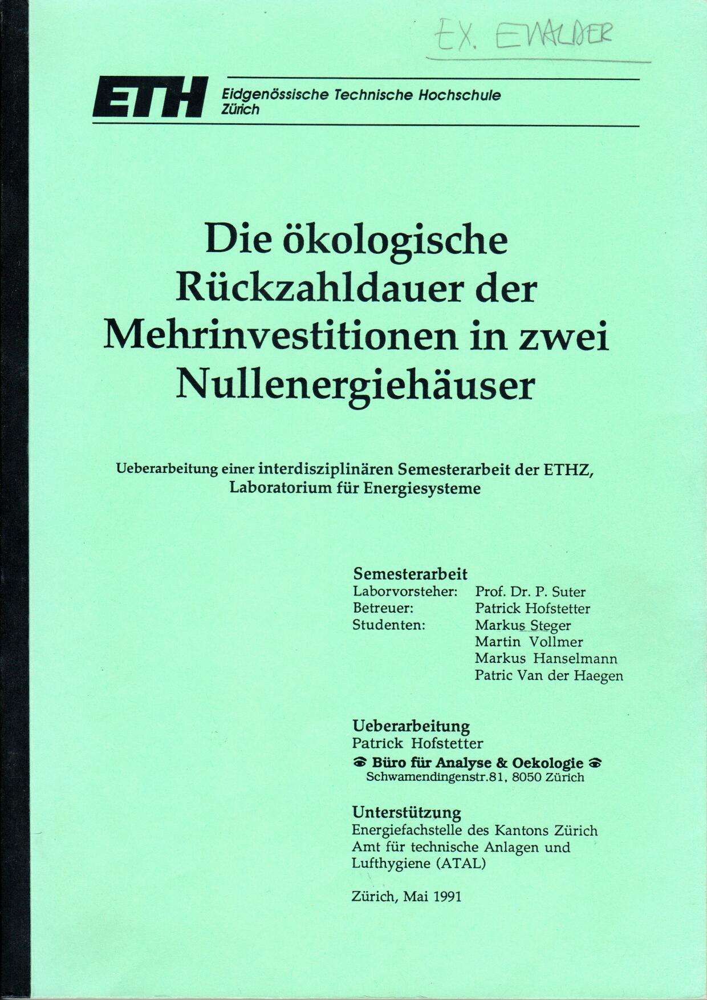 EX. EWALDER
ETH Eidgenössische Technische Hochschule
Zürich
Die ökologische
Rückzahldauer der
Mehrinvestitionen in zwei
Nullenergiehäuser
Ueberarbeitung einer interdisziplinären Semesterarbeit der ETHZ,
Laboratorium für Energiesysteme
Semesterarbeit
Laborvorsteher: Prof. Dr. P. Suter
Betreuer: Patrick Hofstetter
Studenten: Markus Steger
Martin Vollmer
Markus Hanselmann
Patric Van der Haegen
Ueberarbeitung
Patrick Hofstetter
Büro für Analyse & Oekologie
Schwamendingenstr.81, 8050 Zürich
Unterstützung
Energiefachstelle des Kantons Zürich
Amt für technische Anlagen und
Lufthygiene (ATAL)
Zürich, Mai 1991